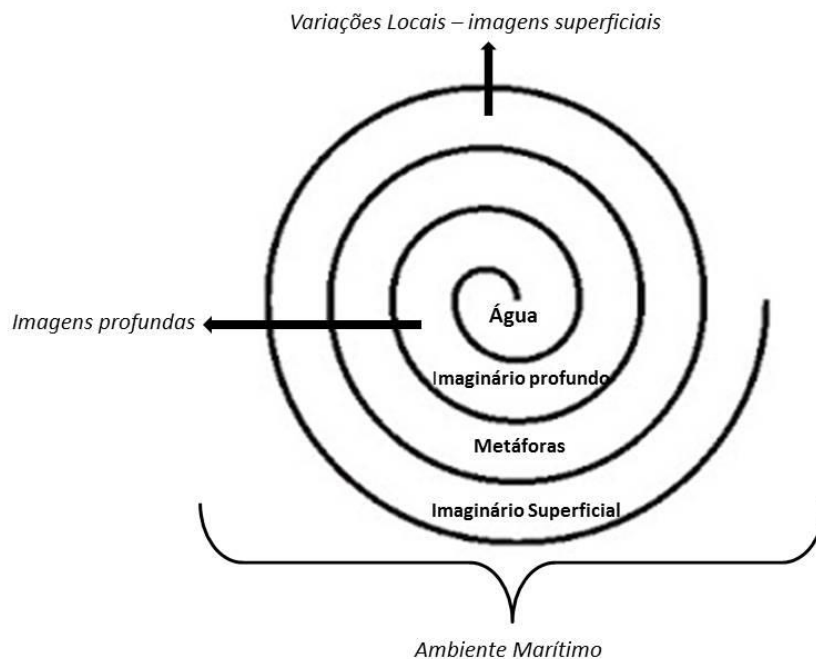 Variações Locais – imagens superficiais
Imagens profundas
Água
Imaginário profundo
Metáforas
Imaginário Superficial
Ambiente Marítimo